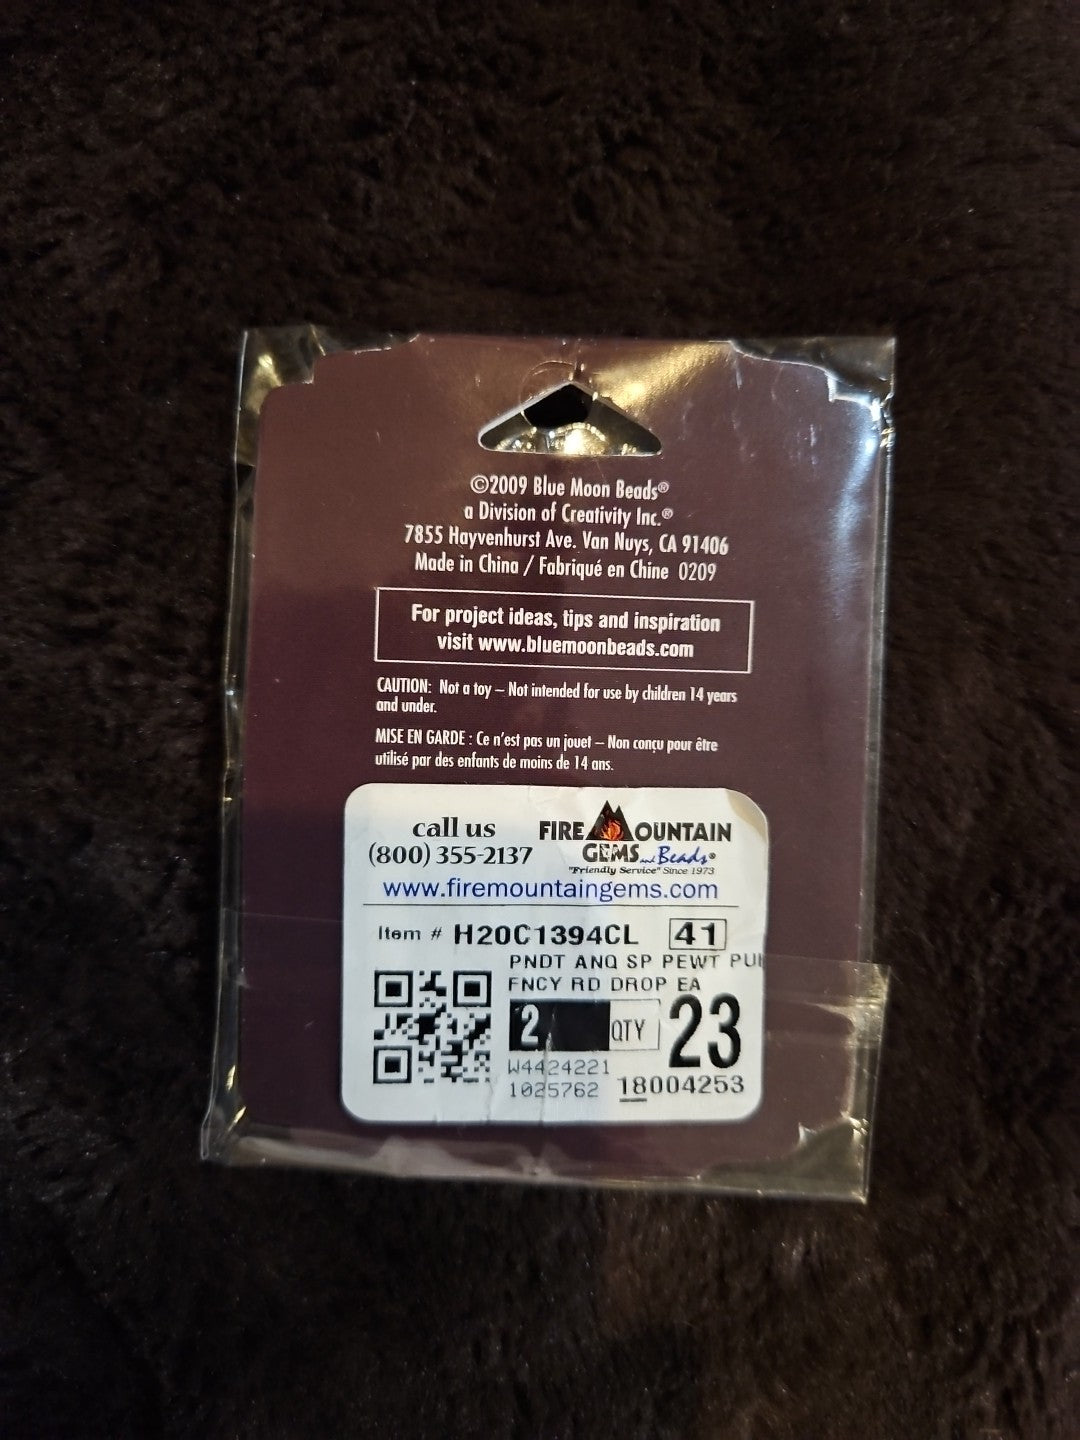 ©2009 Blue Moon Beads®
a Division of Creativity Inc.®
7855 Hayvenhurst Ave. Van Nuys, CA 91406
Made in China / Fabriqué en Chine 0209
For project ideas, tips and inspiration
visit www.bluemoonbeads.com
CAUTION: Not a toy – Not intended for use by children 14 years
and under.
MISE EN GARDE : Ce n'est pas un jouet – Non conçu pour être
utilisé par des enfants de moins de 14 ans.
call us
(800) 355-2137
FIRE MOUNTAIN
GEMS and Beads®
"Friendly Service" Since 1973
www.firemountaingems.com
Item # H20C1394CL 41
PNDT ANQ SP PEWT
FNCY RD DROP EA
2 QTY 23
W4424221
1025762 18004253